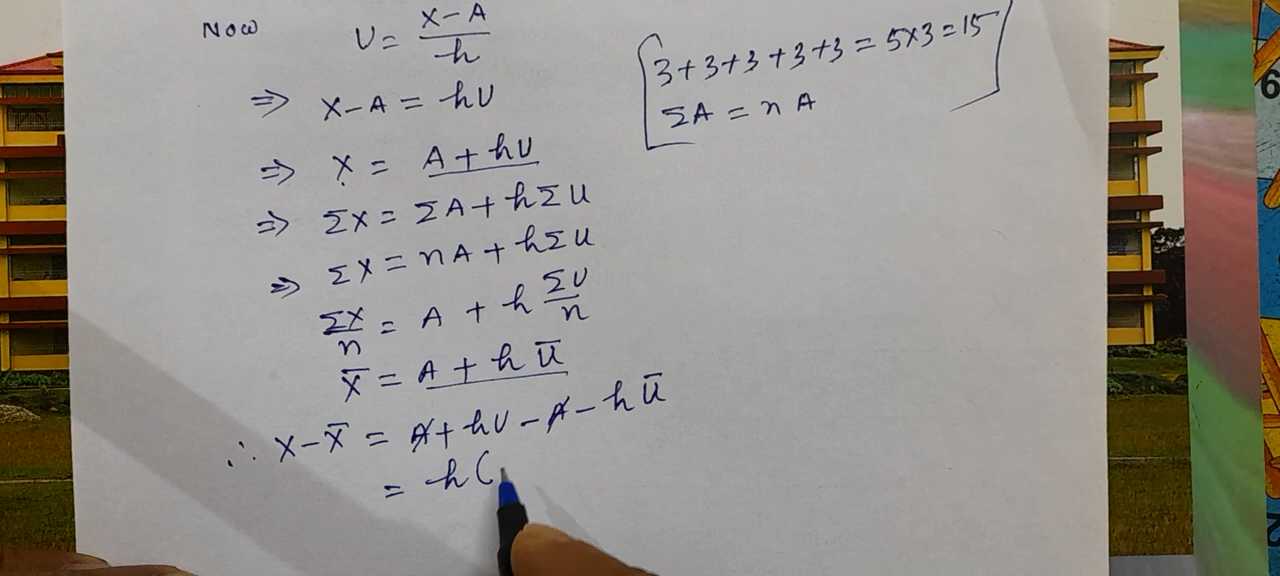 Now U = X-A / h
⇒ X-A = hU
⇒ X = A + hU
⇒ ΣX = ΣA + hΣU
⇒ ΣX = nA + hΣU
ΣX/n = A + h ΣU/n
X̄ = A + h Ū
∴ X-X̄ = A + hU - A - hŪ
= h (
3+3+3+3+3 = 5×3 = 15
ΣA = nA
6